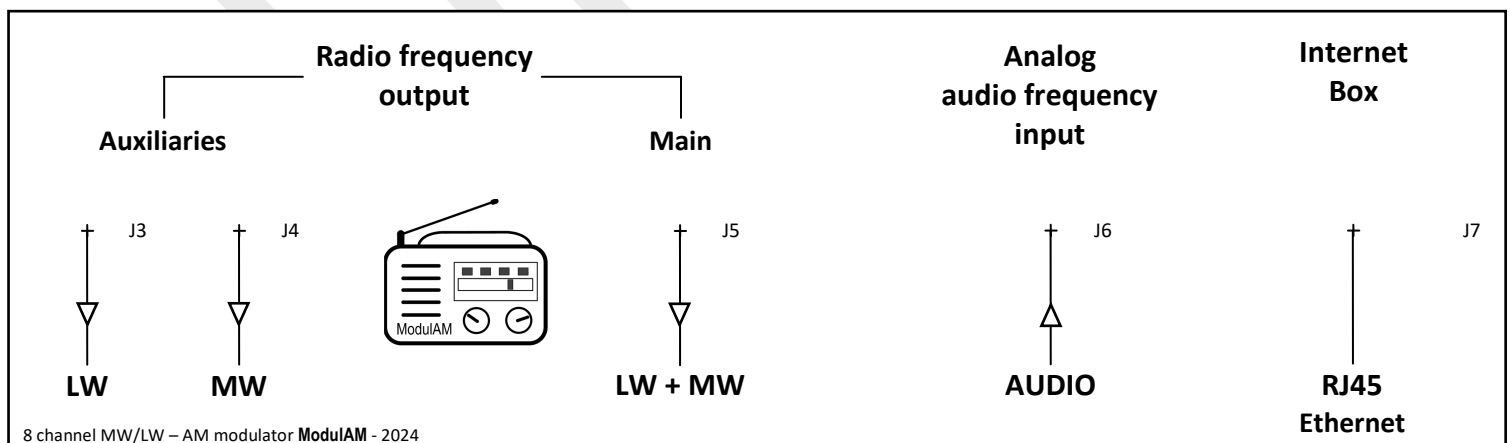 Radio frequency
output
Auxiliaries
Main
Analog
audio frequency
input
Internet
Box
J3
J4
J5
J6
J7
ModulAM
LW
MW
LW + MW
AUDIO
RJ45
Ethernet
8 channel MW/LW – AM modulator ModulAM - 2024